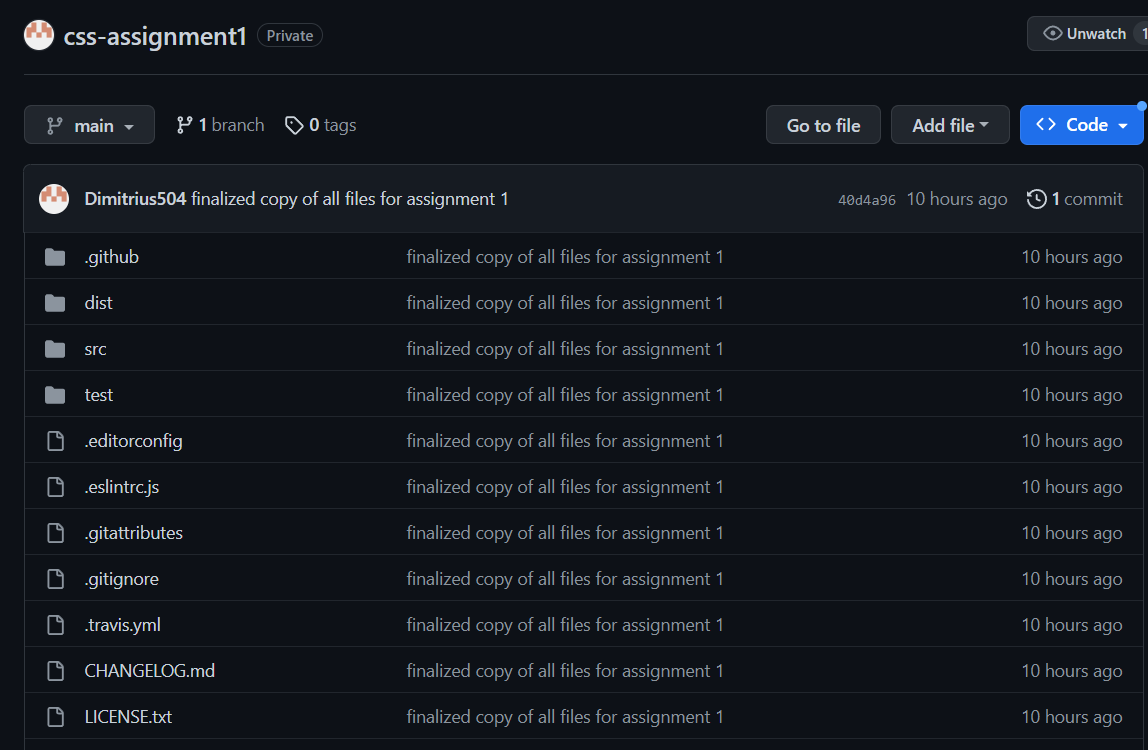 css-assignment1 Private Unwatch 1
main 1 branch 0 tags Go to file Add file Code
Dimitrius504 finalized copy of all files for assignment 1 40d4a96 10 hours ago 1 commit
.github finalized copy of all files for assignment 1 10 hours ago
dist finalized copy of all files for assignment 1 10 hours ago
src finalized copy of all files for assignment 1 10 hours ago
test finalized copy of all files for assignment 1 10 hours ago
.editorconfig finalized copy of all files for assignment 1 10 hours ago
.eslintrc.js finalized copy of all files for assignment 1 10 hours ago
.gitattributes finalized copy of all files for assignment 1 10 hours ago
.gitignore finalized copy of all files for assignment 1 10 hours ago
.travis.yml finalized copy of all files for assignment 1 10 hours ago
CHANGELOG.md finalized copy of all files for assignment 1 10 hours ago
LICENSE.txt finalized copy of all files for assignment 1 10 hours ago